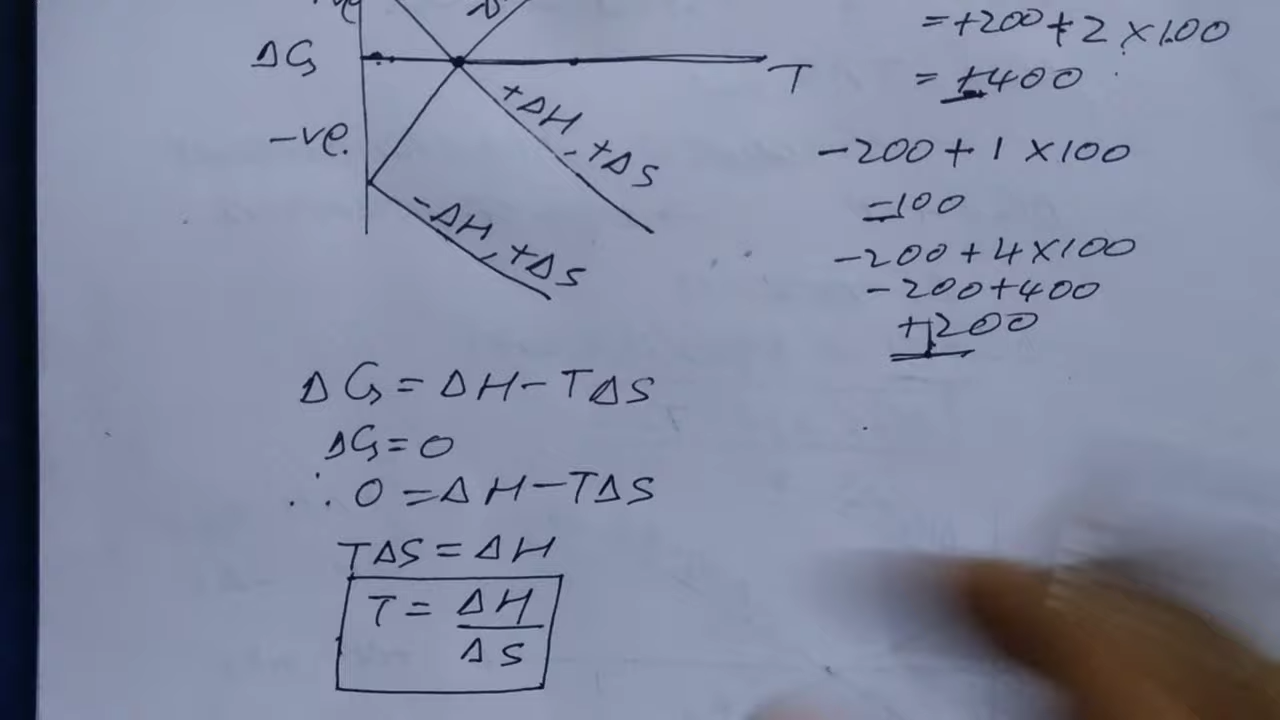 +ve
ΔG
T
-ve.
+ΔH, +ΔS
-ΔH, +ΔS
= +200 + 2 × 100
= +400
-200 + 1 × 100
= 100
-200 + 4 × 100
-200 + 400
+200
ΔG = ΔH - TΔS
ΔG = 0
∴ 0 = ΔH - TΔS
TΔS = ΔH
T = ΔH
ΔS